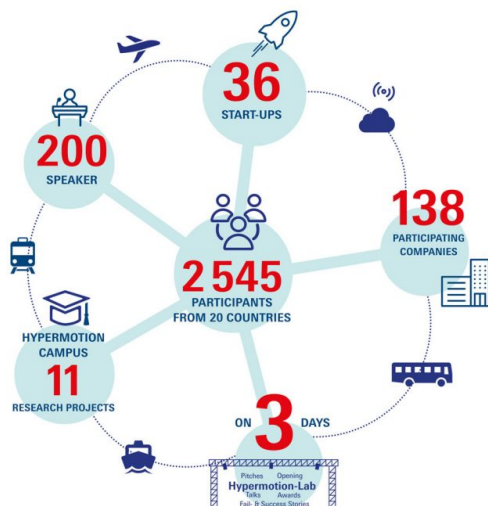 36
START-UPS
200
SPEAKER
138
PARTICIPATING
COMPANIES
2 545
PARTICIPANTS
FROM 20 COUNTRIES
HYPERMOTION
CAMPUS
11
RESEARCH PROJECTS
ON 3 DAYS
Pitches Opening
Hypermotion-Lab
Talks Awards
Fail- & Success Stories